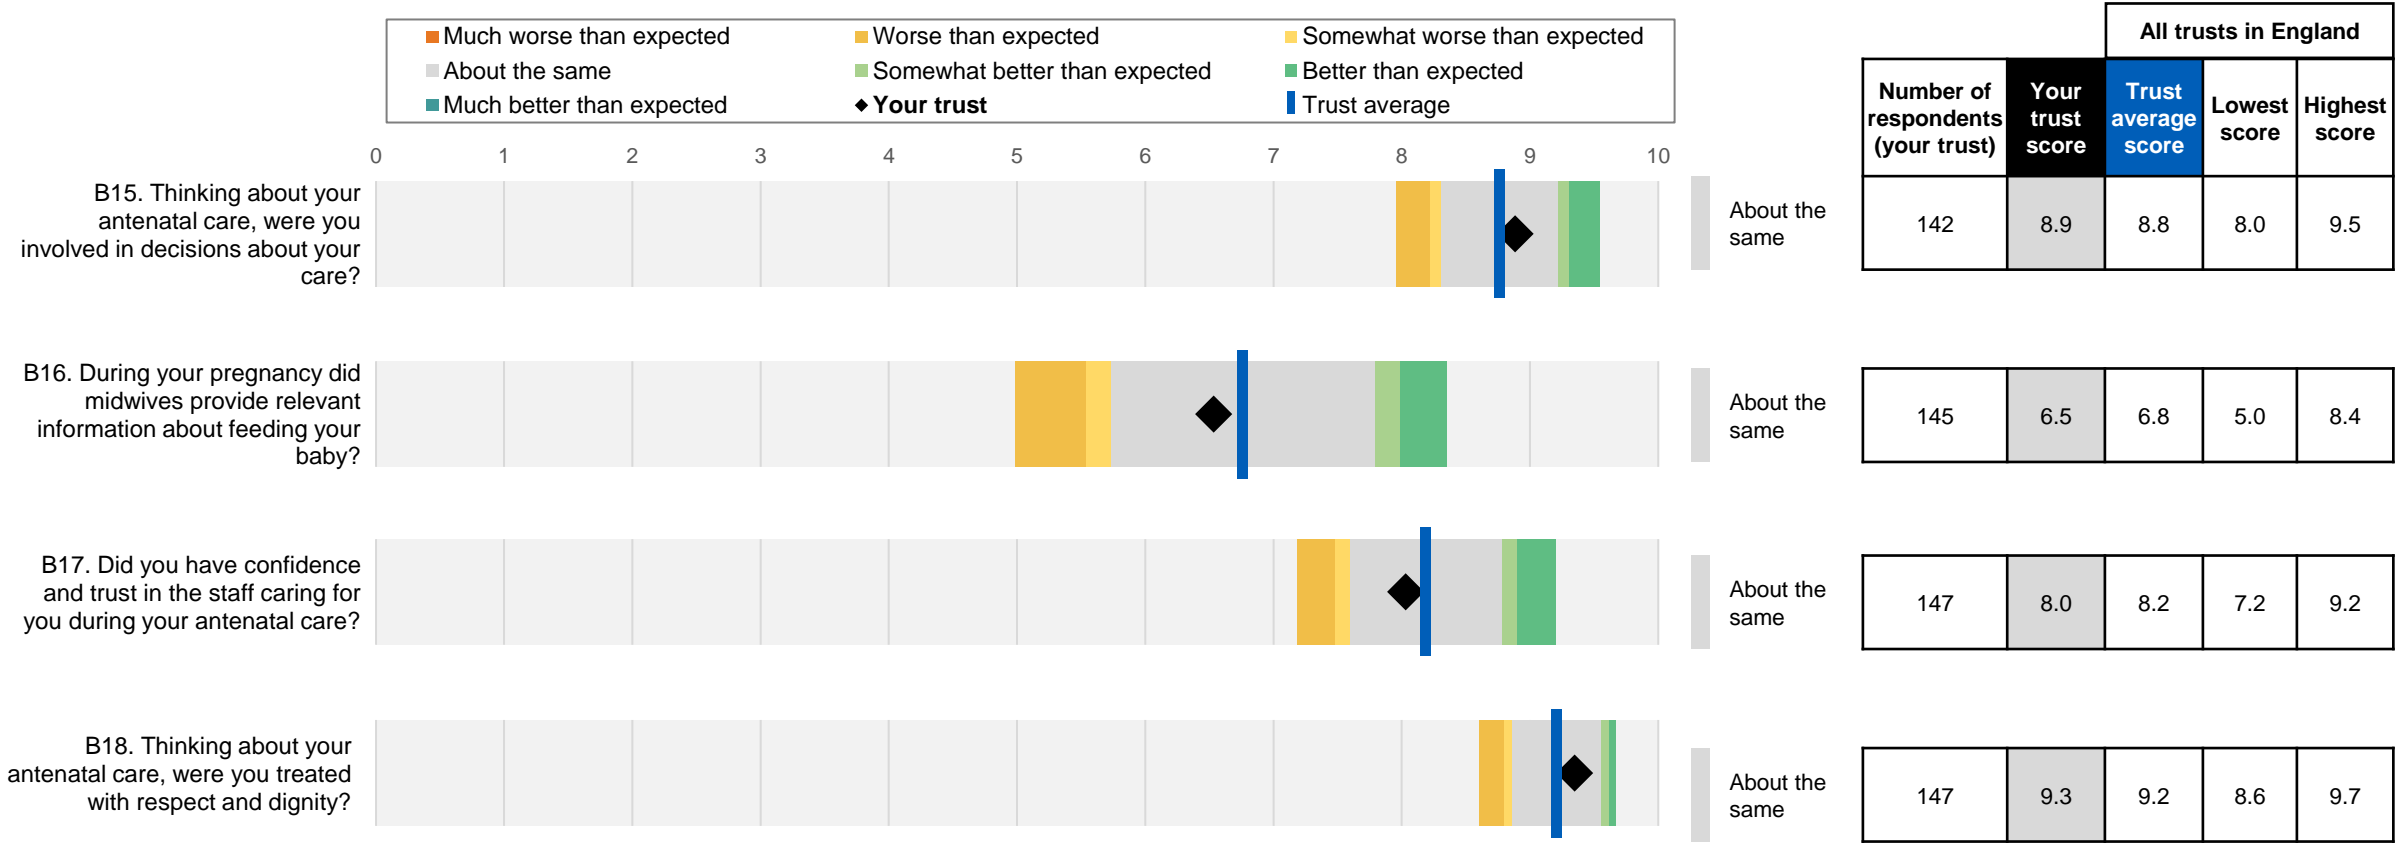 Much worse than expected
Worse than expected
Somewhat worse than expected
About the same
Somewhat better than expected
Better than expected
Much better than expected
Your trust
Trust average
All trusts in England
Number of
respondents
(your trust)
Your
trust
score
Trust
average
score
Lowest
score
Highest
score
0 1 2 3 4 5 6 7 8 9 10
B15. Thinking about your
antenatal care, were you
involved in decisions about your
care?
About the
same
142 8.9 8.8 8.0 9.5
B16. During your pregnancy did
midwives provide relevant
information about feeding your
baby?
About the
same
145 6.5 6.8 5.0 8.4
B17. Did you have confidence
and trust in the staff caring for
you during your antenatal care?
About the
same
147 8.0 8.2 7.2 9.2
B18. Thinking about your
antenatal care, were you treated
with respect and dignity?
About the
same
147 9.3 9.2 8.6 9.7